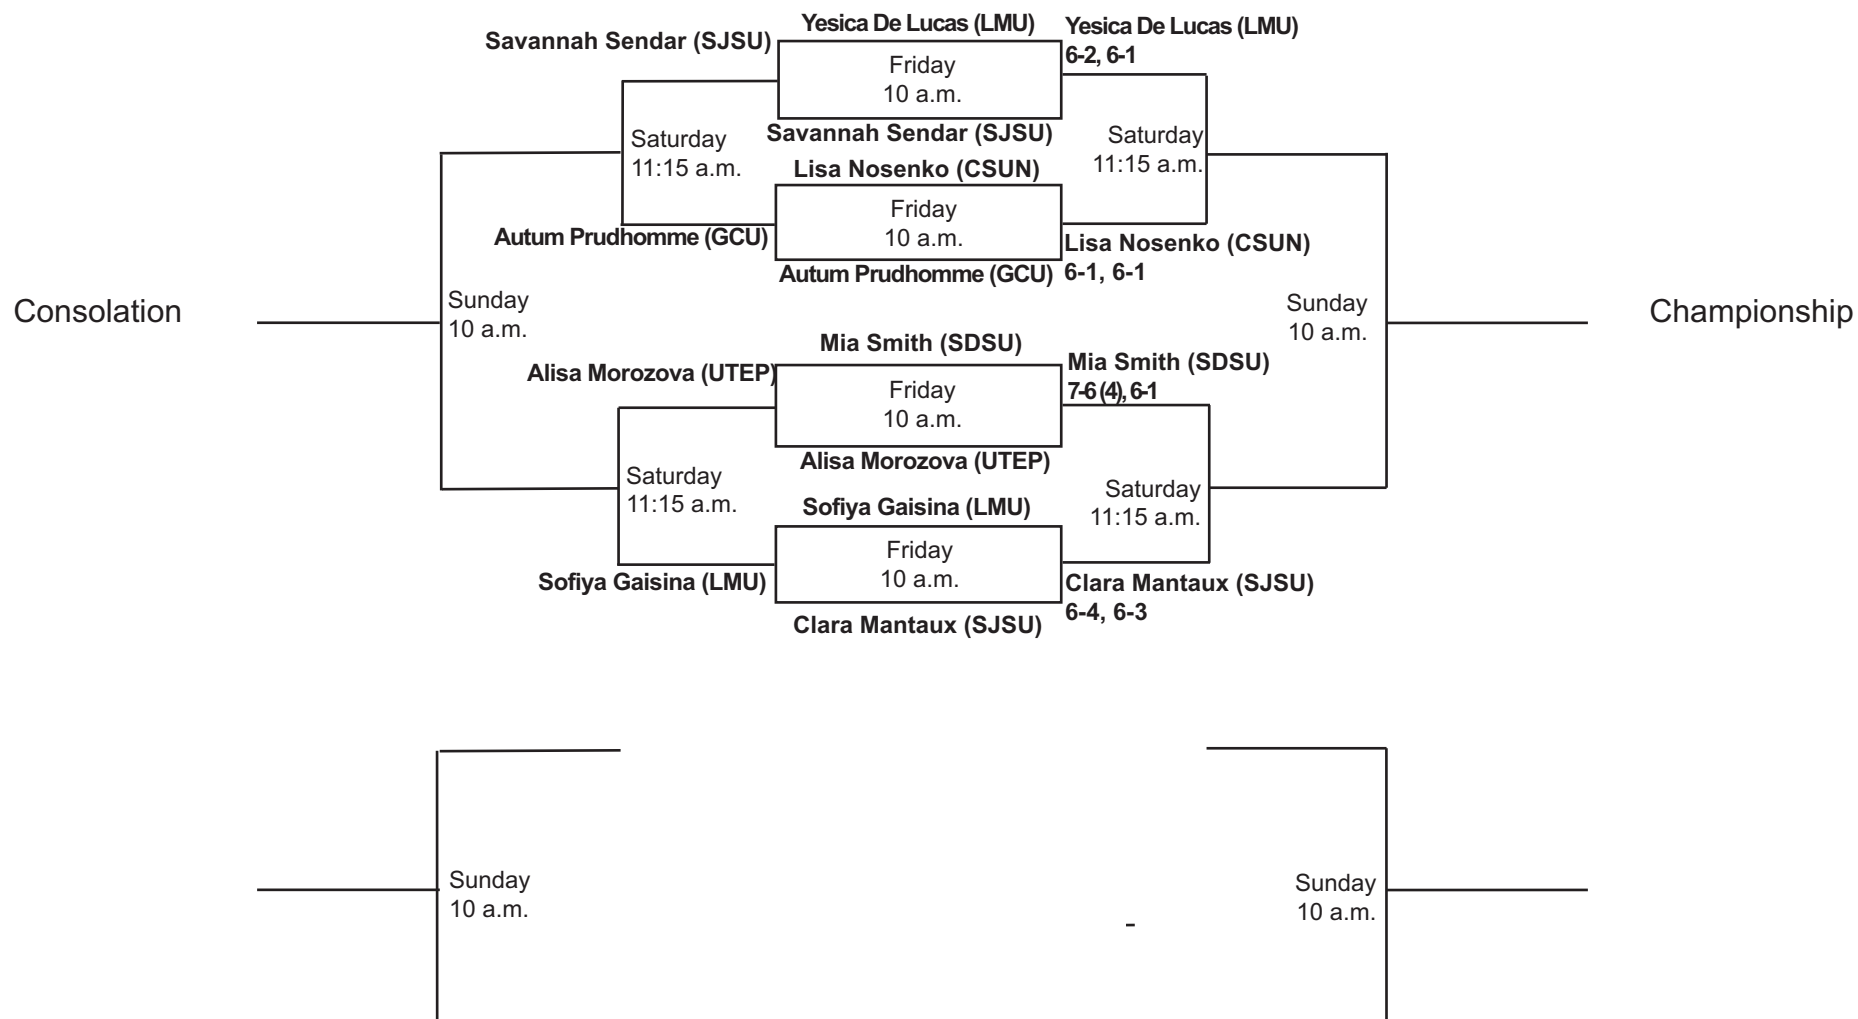 Yesica De Lucas (LMU)
Yesica De Lucas (LMU)
Savannah Sendar (SJSU)
6-2, 6-1
Friday
10 a.m.
Savannah Sendar (SJSU)
Saturday
11:15 a.m.
Saturday
11:15 a.m.
Lisa Nosenko (CSUN)
Friday
10 a.m.
Autum Prudhomme (GCU)
Lisa Nosenko (CSUN)
6-1, 6-1
Autum Prudhomme (GCU)
Consolation
Sunday
10 a.m.
Sunday
10 a.m.
Championship
Mia Smith (SDSU)
Mia Smith (SDSU)
7-6 (4), 6-1
Alisa Morozova (UTEP)
Friday
10 a.m.
Alisa Morozova (UTEP)
Saturday
11:15 a.m.
Saturday
11:15 a.m.
Sofiya Gaisina (LMU)
Friday
10 a.m.
Sofiya Gaisina (LMU)
Clara Mantaux (SJSU)
6-4, 6-3
Clara Mantaux (SJSU)
Sunday
10 a.m.
Sunday
10 a.m.
-